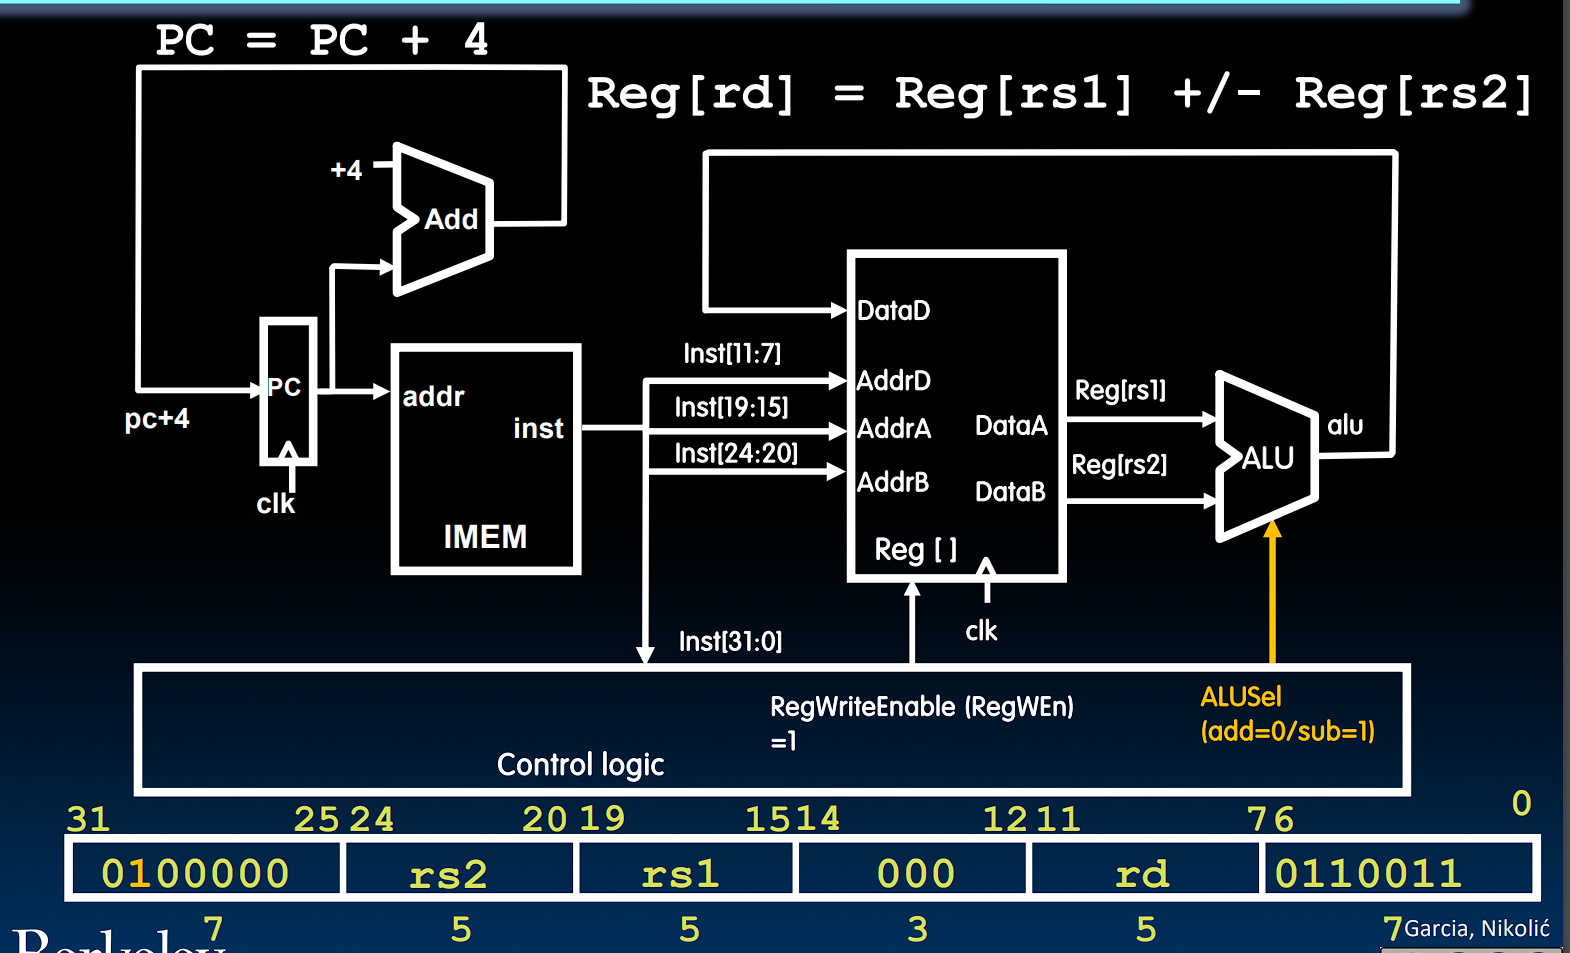 PC = PC + 4
Reg[rd] = Reg[rs1] +/- Reg[rs2]
+4
Add
DataD
Inst[11:7]
PC
addr
AddrD
Reg[rs1]
pc+4
Inst[19:15]
inst
AddrA
DataA
alu
Inst[24:20]
ALU
Reg[rs2]
AddrB
DataB
clk
IMEM
Reg [ ]
clk
Inst[31:0]
RegWriteEnable (RegWEn)
=1
ALUSel
(add=0/sub=1)
Control logic
31 25 24 20 19 15 14 12 11 7 6 0
0100000 rs2 rs1 000 rd 0110011
7 5 5 3 5 7
Garcia, Nikolić